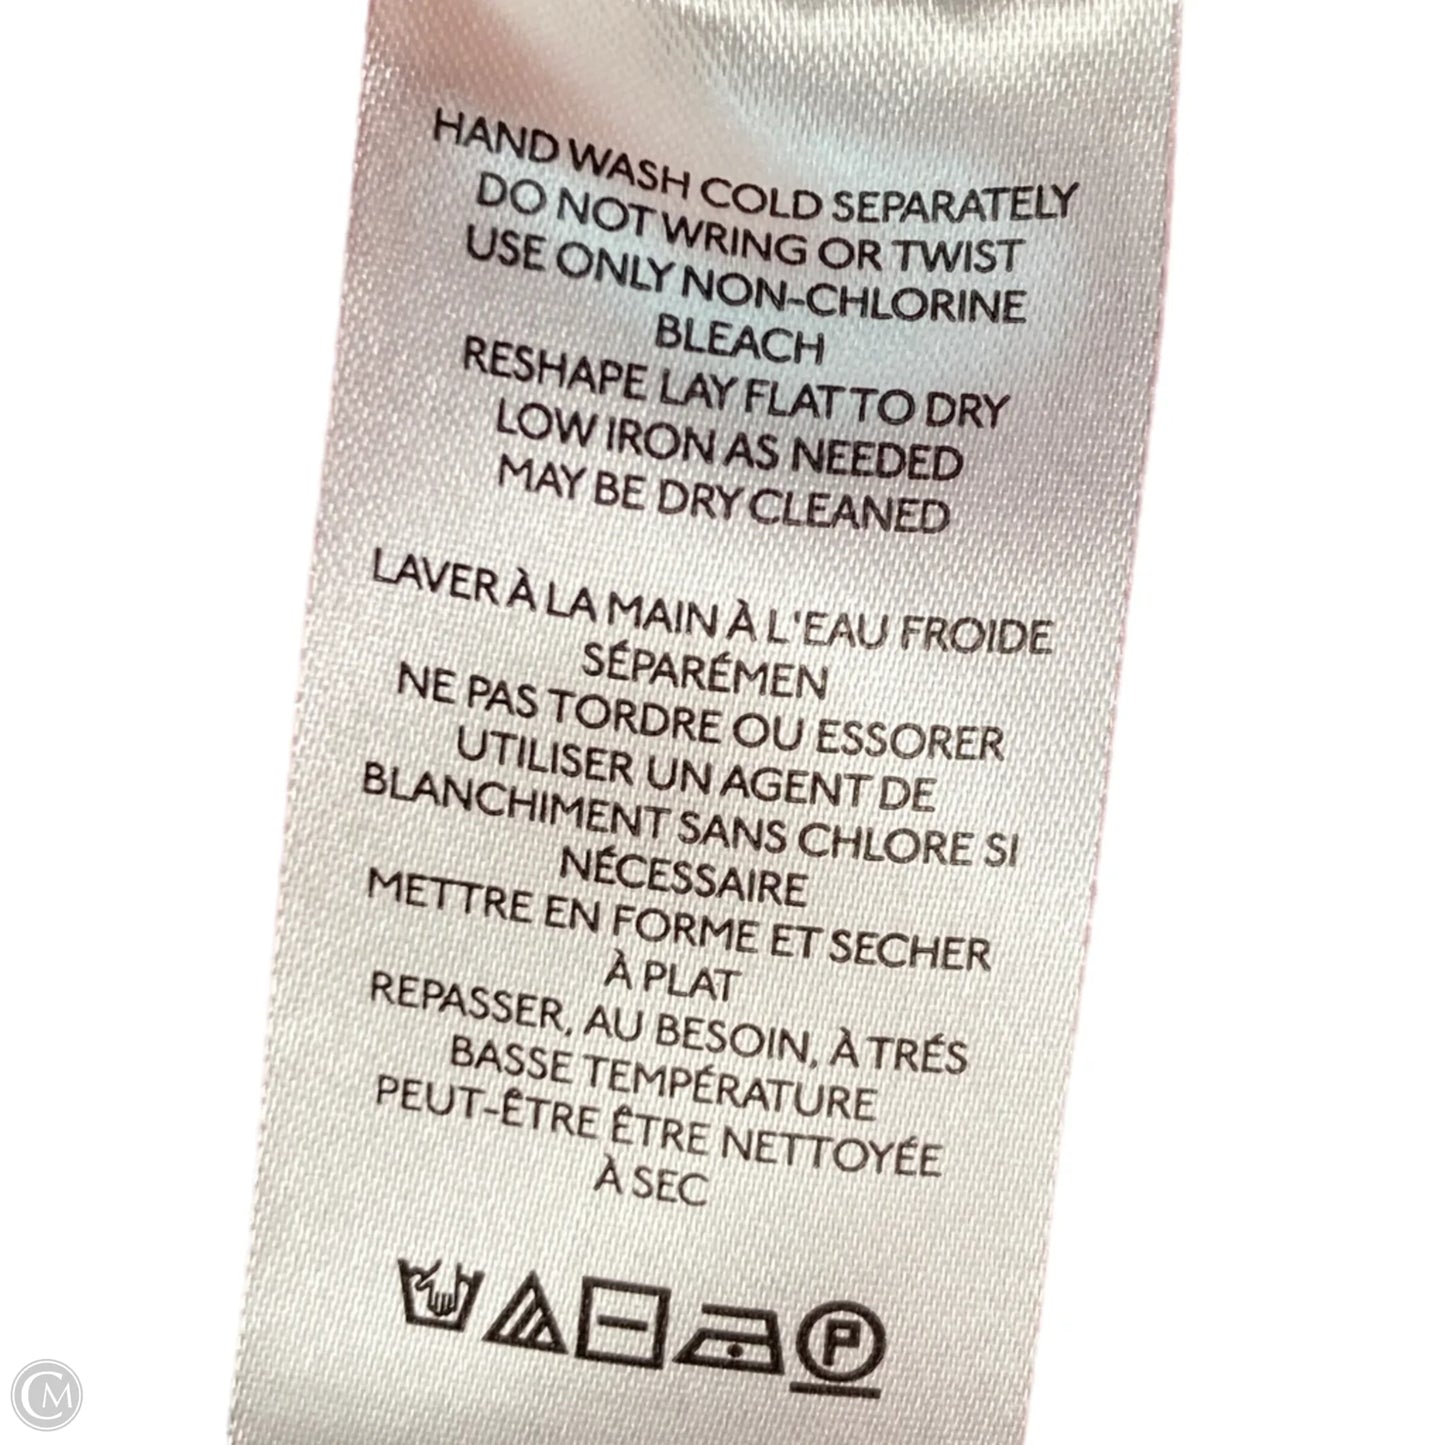 HAND WASH COLD SEPARATELY
DO NOT WRING OR TWIST
USE ONLY NON-CHLORINE
BLEACH
RESHAPE LAY FLAT TO DRY
LOW IRON AS NEEDED
MAY BE DRY CLEANED
LAVER À LA MAIN À L'EAU FROIDE
SÉPARÉMEN
NE PAS TORDRE OU ESSORER
UTILISER UN AGENT DE
BLANCHIMENT SANS CHLORE SI
NÉCESSAIRE
METTRE EN FORME ET SECHER
À PLAT
REPASSER, AU BESOIN, À TRÉS
BASSE TEMPÉRATURE
PEUT-ÊTRE ÊTRE NETTOYÉE
À SEC
P
CM